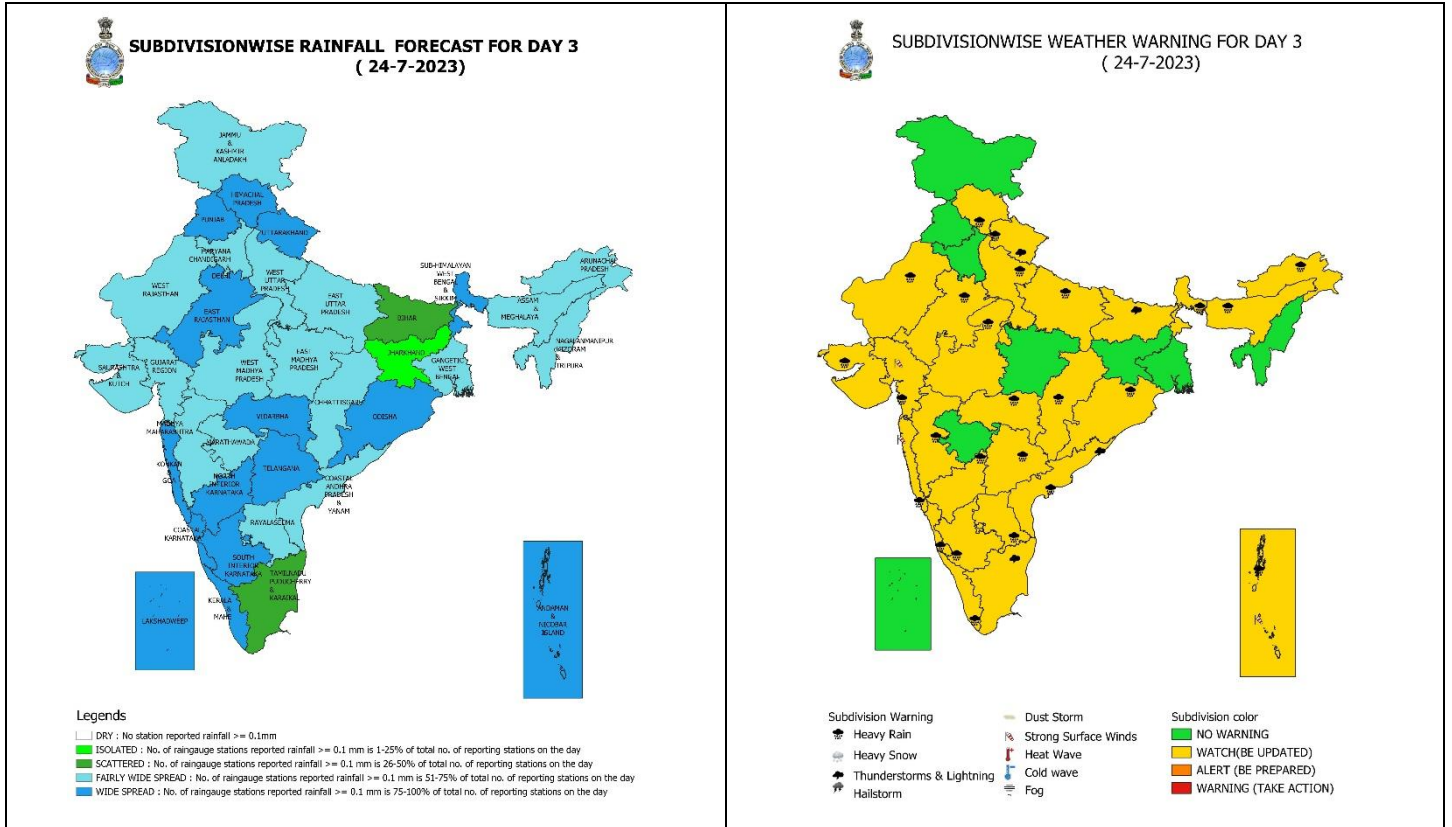 SUBDIVISIONWISE RAINFALL FORECAST FOR DAY 3
( 24-7-2023)
JAMMU
&
KASHMIR
ANLADAKH
HIMACHAL
PRADESH
PUNJAB
UTTARAKHAND
HARYANA
CHANDIGARH
&
DELHI
WEST
UTTAR
PRADESH
WEST
RAJASTHAN
EAST
UTTAR
PRADESH
SUB-HIMALAYAN
WEST
BENGAL
&
SIKKIM
ARUNACHAL
PRADESH
ASSAM
&
MEGHALAYA
EAST
RAJASTHAN
BIHAR
NAGALANMANIPUR
MIZORAM
&
TRIPURA
JHARKHAND
GANGETIC
WEST
BENGAL
SAURASHTRA
&
KUTCH
GUJARAT
REGION
WEST
MADHYA
PRADESH
EAST
MADHYA
PRADESH
CHHATTISGARH
ODISHA
VIDARBHA
MADHYA
MAHARASHTRA
MARATHAWADA
TELANGANA
KONKAN
&
GOA
NORTH
INTERIOR
KARNATAKA
COASTAL
ANDHRA
PRADESH
&
YANAM
RAYALASEEMA
COASTAL
KARNATAKA
SOUTH
INTERIOR
KARNATAKA
TAMILNADU
PUDUCHERRY
&
KARAIKAL
KERALA
&
MAHE
LAKSHADWEEP
ANDAMAN
&
NICOBAR
ISLAND
Legends
DRY : No station reported rainfall >= 0.1mm
ISOLATED : No. of raingauge stations reported rainfall >= 0.1 mm is 1-25% of total no. of reporting stations on the day
SCATTERED : No. of raingauge stations reported rainfall >= 0.1 mm is 26-50% of total no. of reporting stations on the day
FAIRLY WIDE SPREAD : No. of raingauge stations reported rainfall >= 0.1 mm is 51-75% of total no. of reporting stations on the day
WIDE SPREAD : No. of raingauge stations reported rainfall >= 0.1 mm is 75-100% of total no. of reporting stations on the day
SUBDIVISIONWISE WEATHER WARNING FOR DAY 3
( 24-7-2023)
Subdivision Warning
Heavy Rain
Heavy Snow
Thunderstorms & Lightning
Hailstorm
Dust Storm
Strong Surface Winds
Heat Wave
Cold wave
Fog
Subdivision color
NO WARNING
WATCH(BE UPDATED)
ALERT (BE PREPARED)
WARNING (TAKE ACTION)